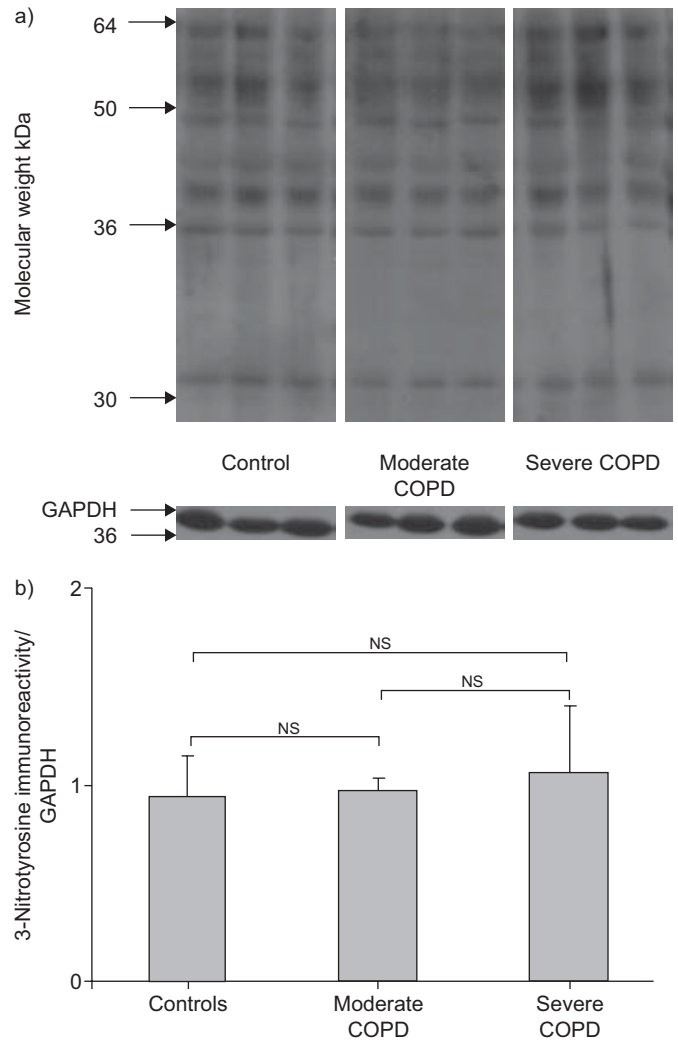 a)
64
50
36
30
Molecular weight kDa
Control
Moderate
COPD
Severe COPD
GAPDH
36
b)
2
1
0
3-Nitrotyrosine immunoreactivity/
GAPDH
NS
NS
NS
Controls
Moderate
COPD
Severe
COPD